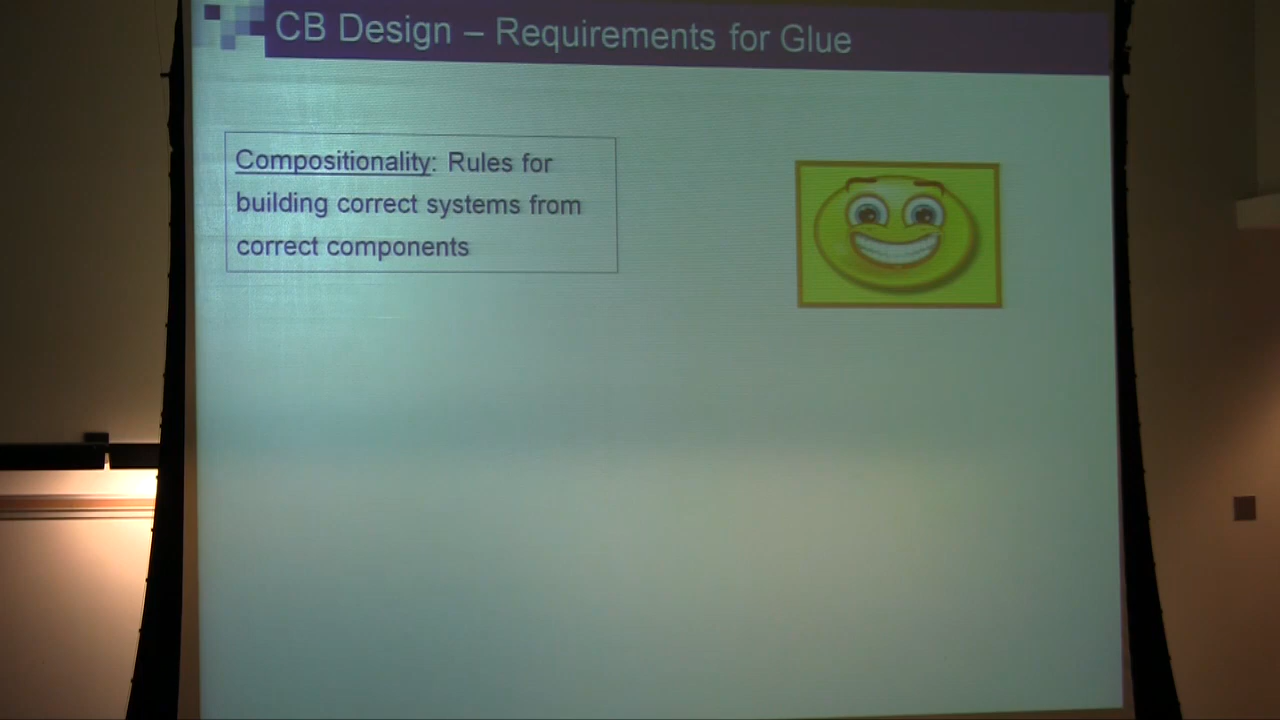 CB Design – Requirements for Glue
Compositionality: Rules for
building correct systems from
correct components